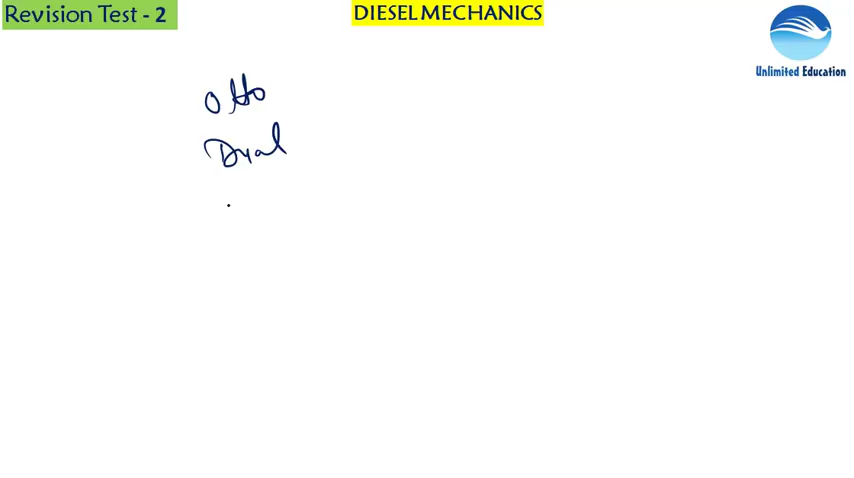 Revision Test - 2
DIESEL MECHANICS
Unlimited Education
Otto
Dual